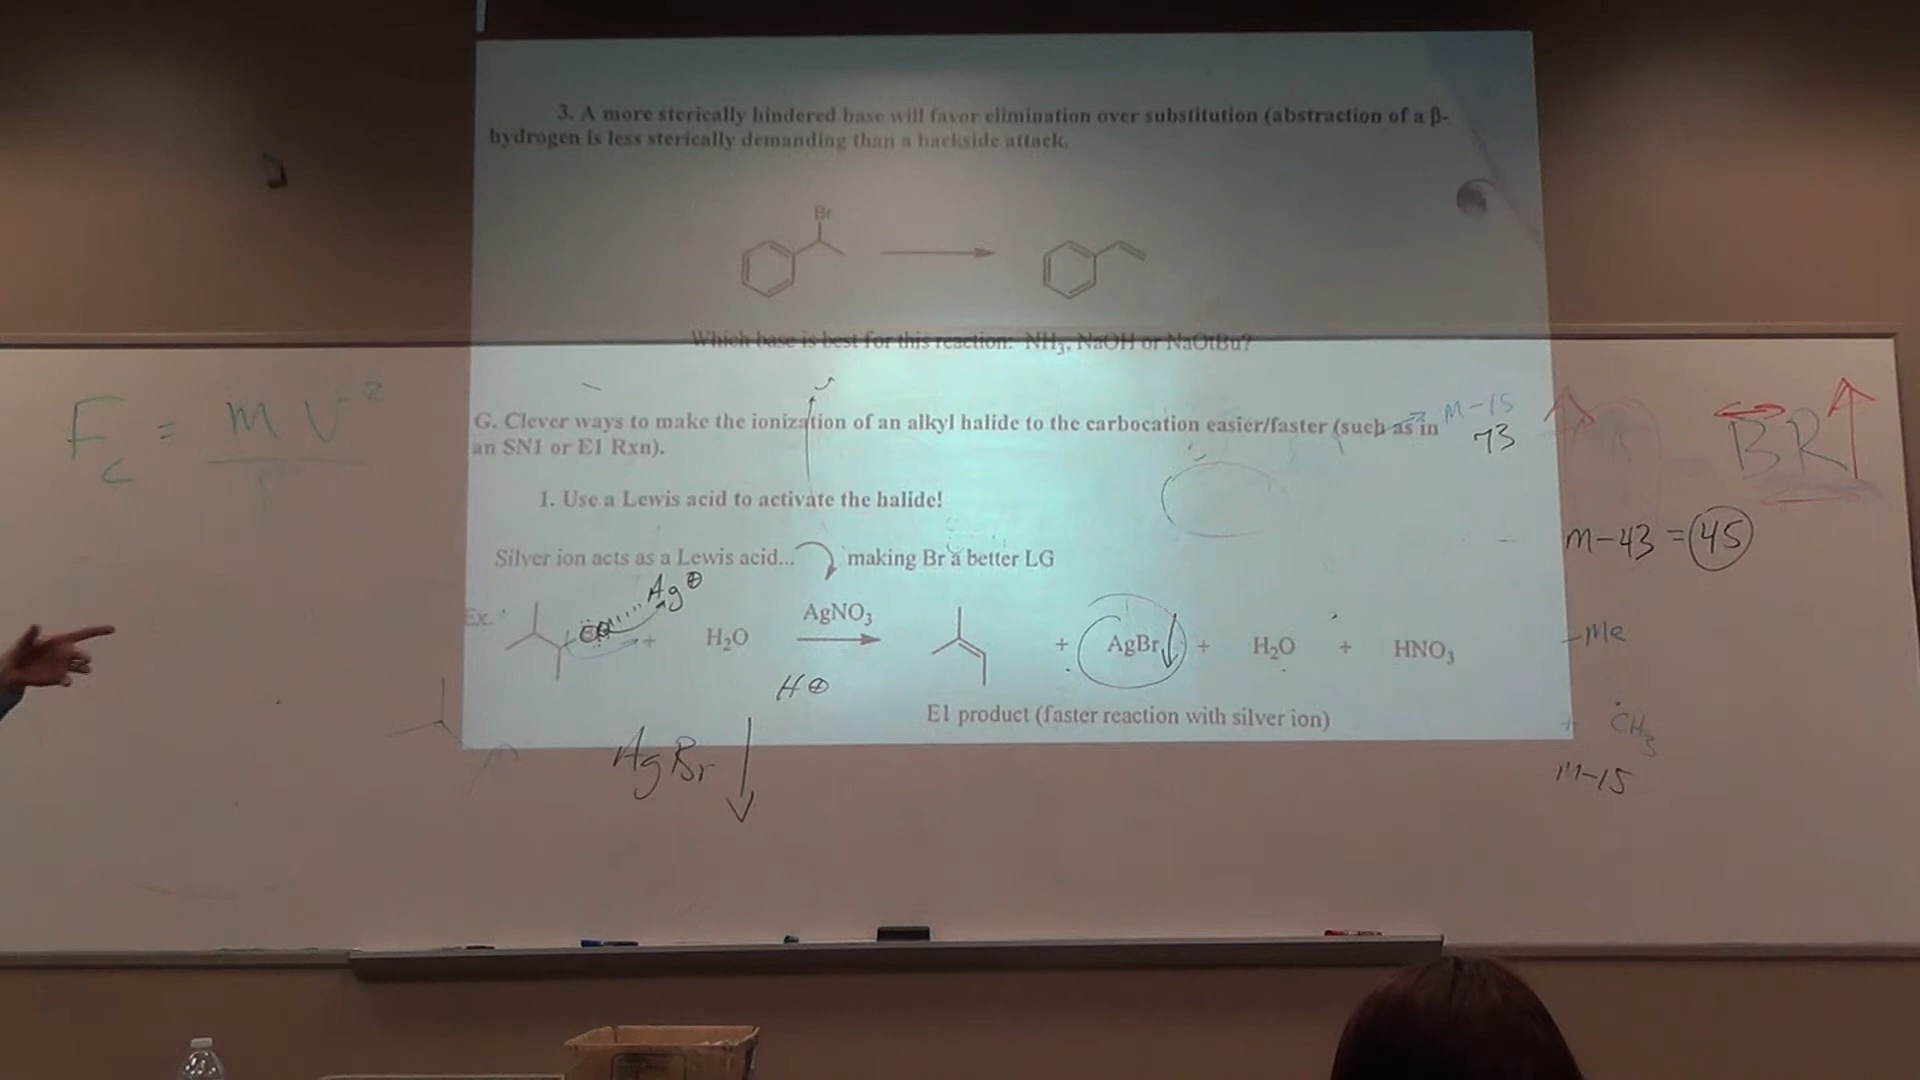 3. A more sterically hindered base will favor elimination over substitution (abstraction of a β-
hydrogen is less sterically demanding than a backside attack.
Br
Which base is best for this reaction: NH₃, NaOH or NaOtBu?
G. Clever ways to make the ionization of an alkyl halide to the carbocation easier/faster (such as in
an SN1 or E1 Rxn).
1. Use a Lewis acid to activate the halide!
Silver ion acts as a Lewis acid... making Br a better LG
Ag⊕
Ex. + H₂O AgNO₃ + AgBr↓ + H₂O + HNO₃
H⊕
E1 product (faster reaction with silver ion)
AgBr ↓
F_c = mv²
M-15
73
BR
m-43 = 45
-Me
+ ·CH₃
m-15